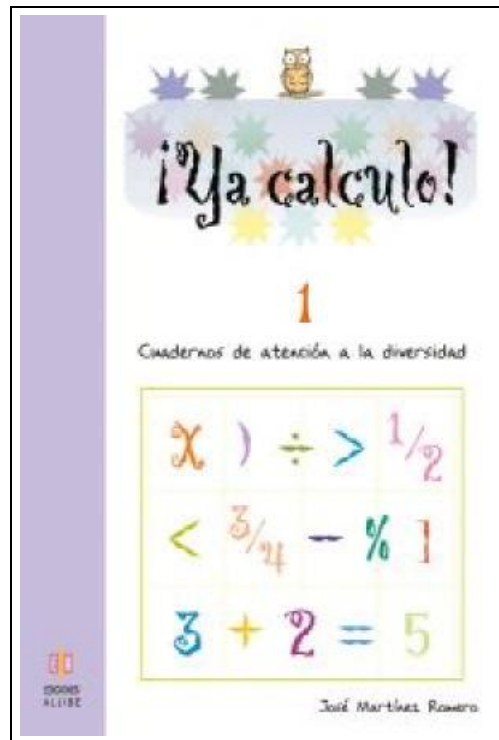 ¡Ya calculo!
1
Cuadernos de atención a la diversidad
X ) ÷ > 1/2
< 3/4 - % ]
3 + 2 = 5
EDICIONES
ALJIBE
José Martínez Romero